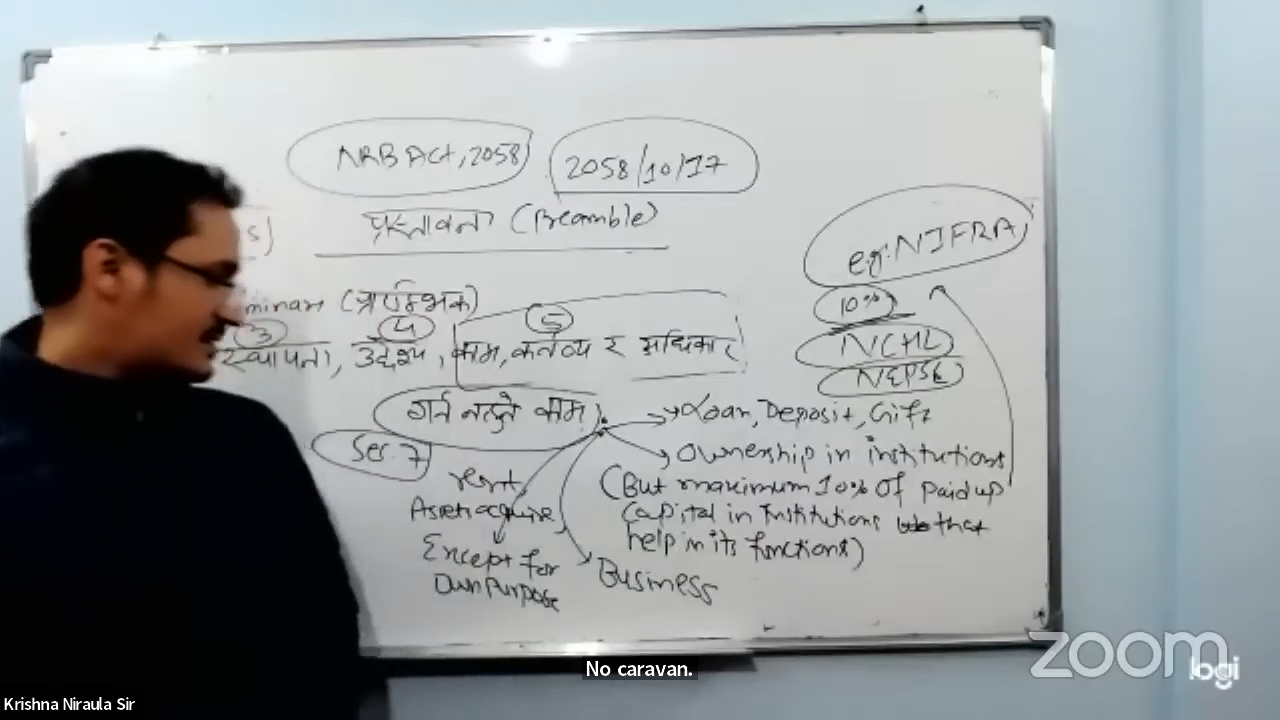 NRB Act, 2058
2058/10/17
प्रस्तावना (Preamble)
s)
minary (प्रारम्भिक)
3 4 5
स्थापना, उद्देश्य, काम, कर्तव्य र अधिकार
eg. NIFRA
10%
NCHL
NEPSE
गर्न नहुने काम
Sec. 7
Loan, Deposit, Gift
Ownership in institutions
(But maximum 10% of Paid up
Capital in Institutions that
help in its functions)
Business
rent
Asset acquire
Except for
Own Purpose
No caravan.
zoom
logi
Krishna Niraula Sir